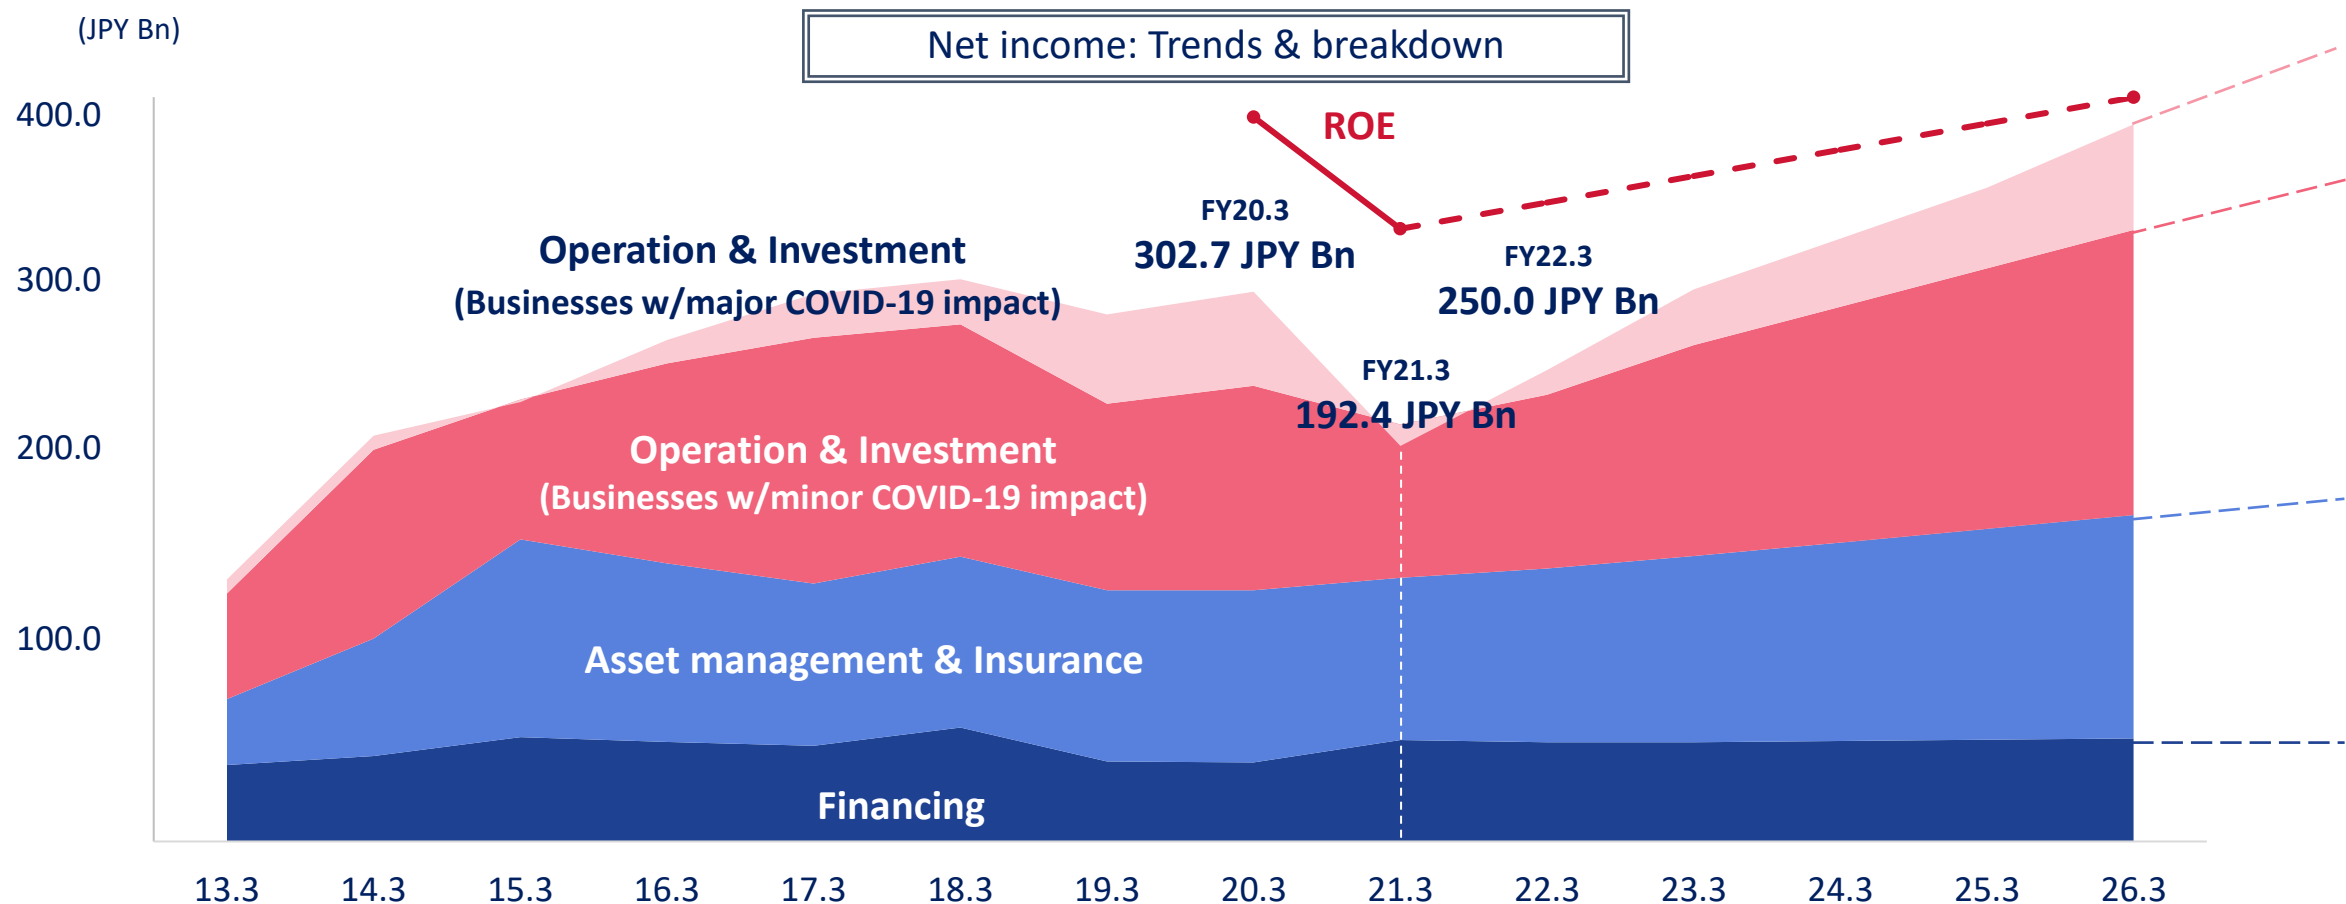 (JPY Bn)
Net income: Trends & breakdown
400.0
300.0
200.0
100.0
ROE
FY20.3
302.7 JPY Bn
FY22.3
250.0 JPY Bn
FY21.3
192.4 JPY Bn
Operation & Investment
(Businesses w/major COVID-19 impact)
Operation & Investment
(Businesses w/minor COVID-19 impact)
Asset management & Insurance
Financing
13.3 14.3 15.3 16.3 17.3 18.3 19.3 20.3 21.3 22.3 23.3 24.3 25.3 26.3